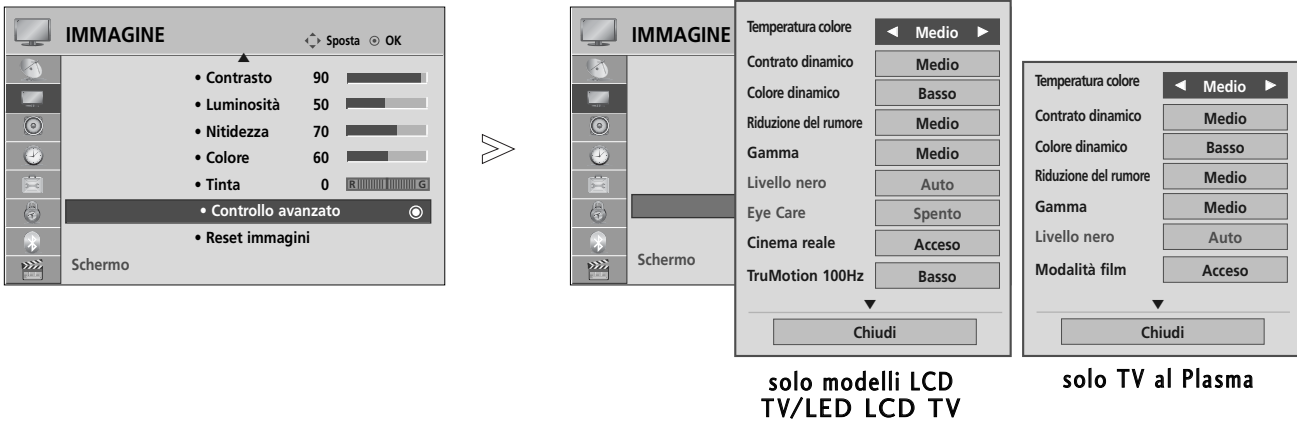 IMMAGINE
Sposta OK
• Contrasto 90
• Luminosità 50
• Nitidezza 70
• Colore 60
• Tinta 0 R G
• Controllo avanzato
• Reset immagini
Schermo
IMMAGINE
Schermo
Temperatura colore ◄ Medio ►
Contrato dinamico Medio
Colore dinamico Basso
Riduzione del rumore Medio
Gamma Medio
Livello nero Auto
Eye Care Spento
Cinema reale Acceso
TruMotion 100Hz Basso
Chiudi
solo modelli LCD
TV/LED LCD TV
Temperatura colore ◄ Medio ►
Contrato dinamico Medio
Colore dinamico Basso
Riduzione del rumore Medio
Gamma Medio
Livello nero Auto
Modalità film Acceso
Chiudi
solo TV al Plasma